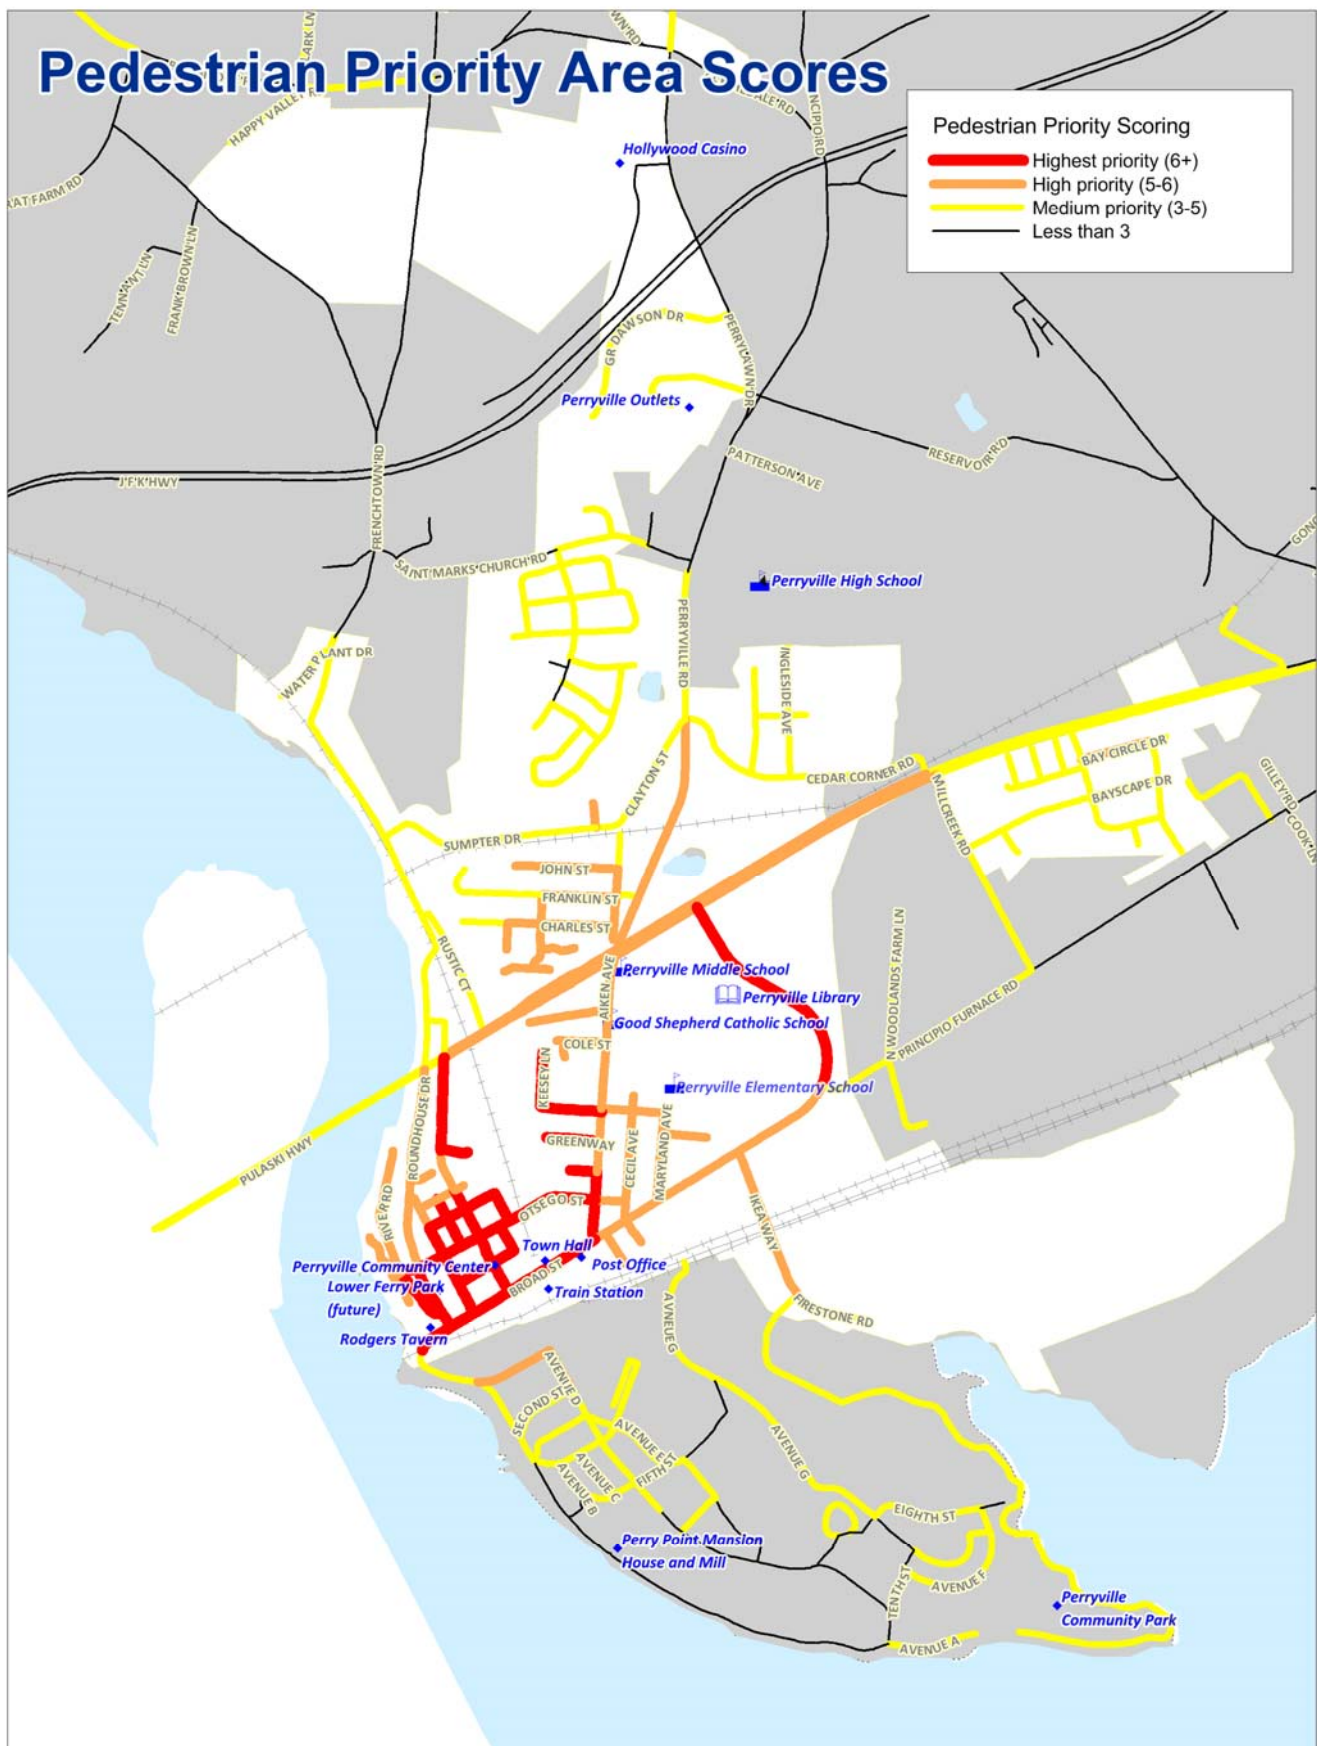 Pedestrian Priority Area Scores
Pedestrian Priority Scoring
Highest priority (6+)
High priority (5-6)
Medium priority (3-5)
Less than 3
HAPPY VALLEY
FRANK BROWN LN
TENNANT LN
Hollywood Casino
GR DAWSON DR
PERRYLAWN DR
Perryville Outlets
RESERVOIR RD
PATTERSON AVE
J F K HWY
FRENCHTOWN RD
SAINT MARKS CHURCH RD
Perryville High School
PERRYVILLE RD
WATER PLANT DR
INGLESIDE AVE
CLAYTON ST
CEDAR CORNER RD
BAY CIRCLE DR
BAYSCAPE DR
GILLEY RD
COOK LN
MILLCREEK RD
SUMPTER DR
JOHN ST
FRANKLIN ST
CHARLES ST
RUSTIC CT
AIKEN AVE
Perryville Middle School
Perryville Library
Good Shepherd Catholic School
N WOODLANDS FARM LN
PRINCIPIO FURNACE RD
COLE ST
KEESEY LN
Perryville Elementary School
ROUNDHOUSE DR
PULASKI HWY
GREENWAY
CECIL AVE
MARYLAND AVE
RIVER RD
OTSEGO ST
IKEA WAY
Town Hall
Post Office
Perryville Community Center
BROAD ST
Train Station
Lower Ferry Park
(future)
Rodgers Tavern
FIRESTONE RD
AVNEUE G
AVENUE D
SECOND ST
AVENUE E
AVENUE C
AVENUE B
FIFTH ST
AVENUE G
EIGHTH ST
Perry Point Mansion
House and Mill
TENTH ST
AVENUE F
Perryville
Community Park
AVENUE A